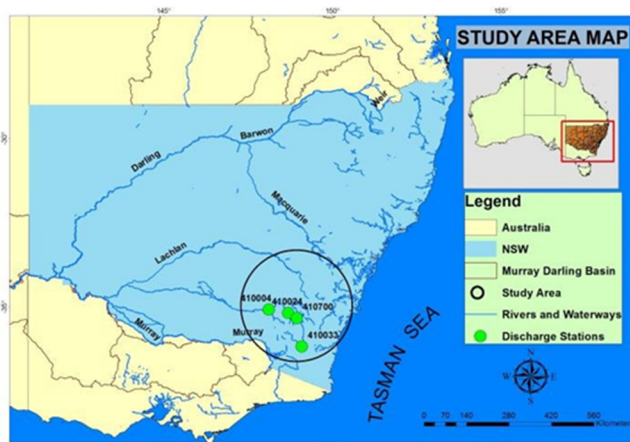 145°
150°
155°
STUDY AREA MAP
-30°
-35°
Weir
Barwon
Darling
Macquarie
Lachlan
410004
410024
410700
410033
Murray
Murray
TASMAN SEA
Legend
Australia
NSW
Murray Darling Basin
Study Area
Rivers and Waterways
Discharge Stations
N
W
E
S
0 70 140 280 420 560
Kilometer